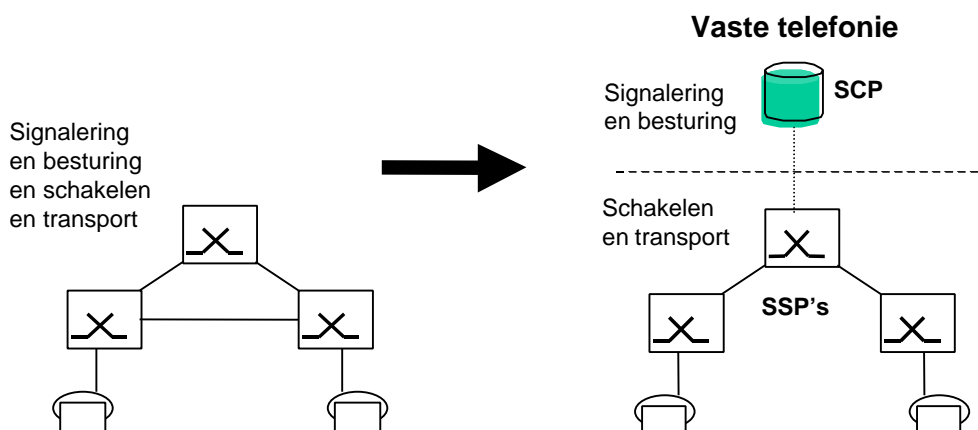 Vaste telefonie
Signalering
en besturing
en schakelen
en transport
Signalering
en besturing
SCP
Schakelen
en transport
SSP's